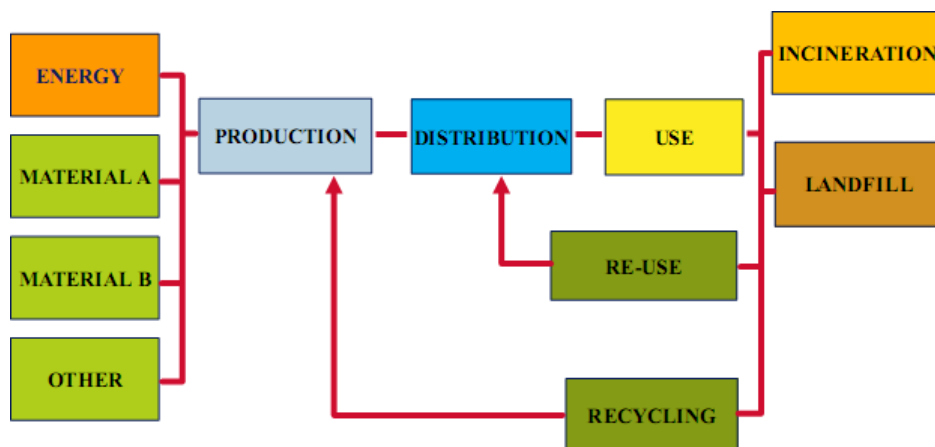 ENERGY
MATERIAL A
MATERIAL B
OTHER
PRODUCTION
DISTRIBUTION
USE
RE-USE
RECYCLING
INCINERATION
LANDFILL